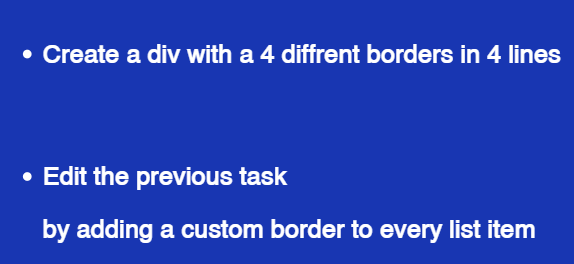 • Create a div with a 4 diffrent borders in 4 lines
• Edit the previous task
by adding a custom border to every list item